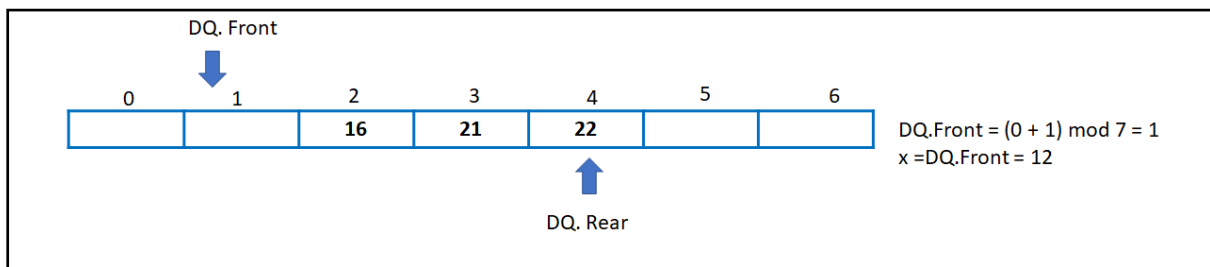 DQ. Front
0 1 2 3 4 5 6
16 21 22
DQ.Front = (0 + 1) mod 7 = 1
x =DQ.Front = 12
DQ. Rear